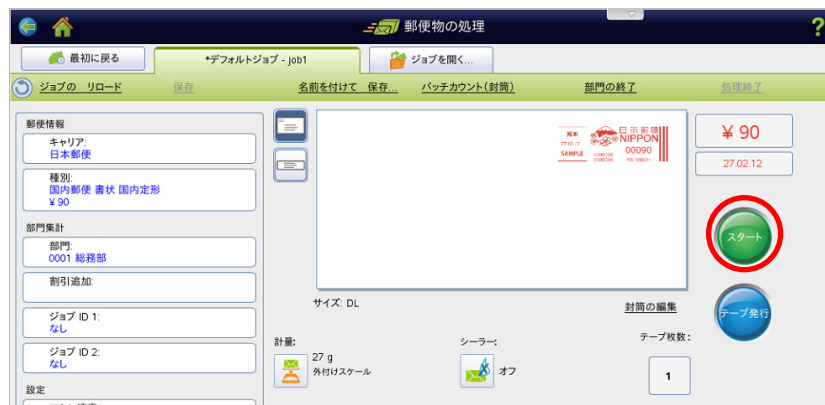 郵便物の処理
?
最初に戻る
*デフォルトジョブ - job1
ジョブを開く...
ジョブの リロード
保存
名前を付けて 保存...
バッチカウント(封筒)
部門の終了
処理終了
郵便情報
キャリア:
日本郵便
種別:
国内郵便 書状 国内定形
¥ 90
部門集計
部門:
0001 総務部
割引追加:
ジョブ ID 1:
なし
ジョブ ID 2:
なし
設定
見本
27.02.12
SAMPLE
日本郵便
NIPPON
00090
¥ 90
27.02.12
スタート
サイズ: DL
封筒の編集
テープ発行
計量:
27 g
外付けスケール
シーラー:
オフ
テープ枚数:
1